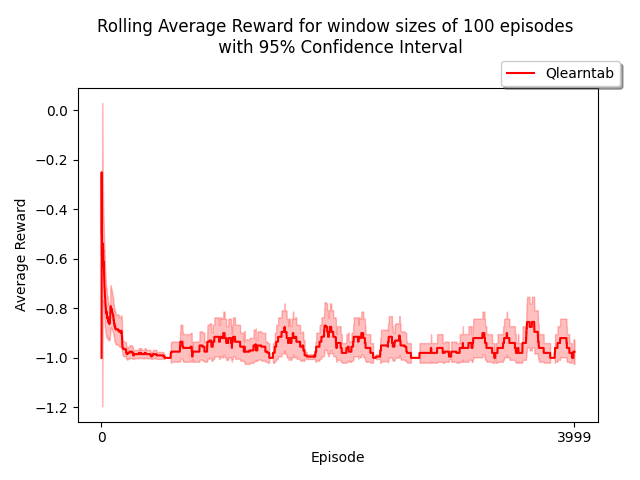 Rolling Average Reward for window sizes of 100 episodes
with 95% Confidence Interval
Qlearntab
0.0
−0.2
−0.4
−0.6
−0.8
−1.0
−1.2
Average Reward
0
3999
Episode